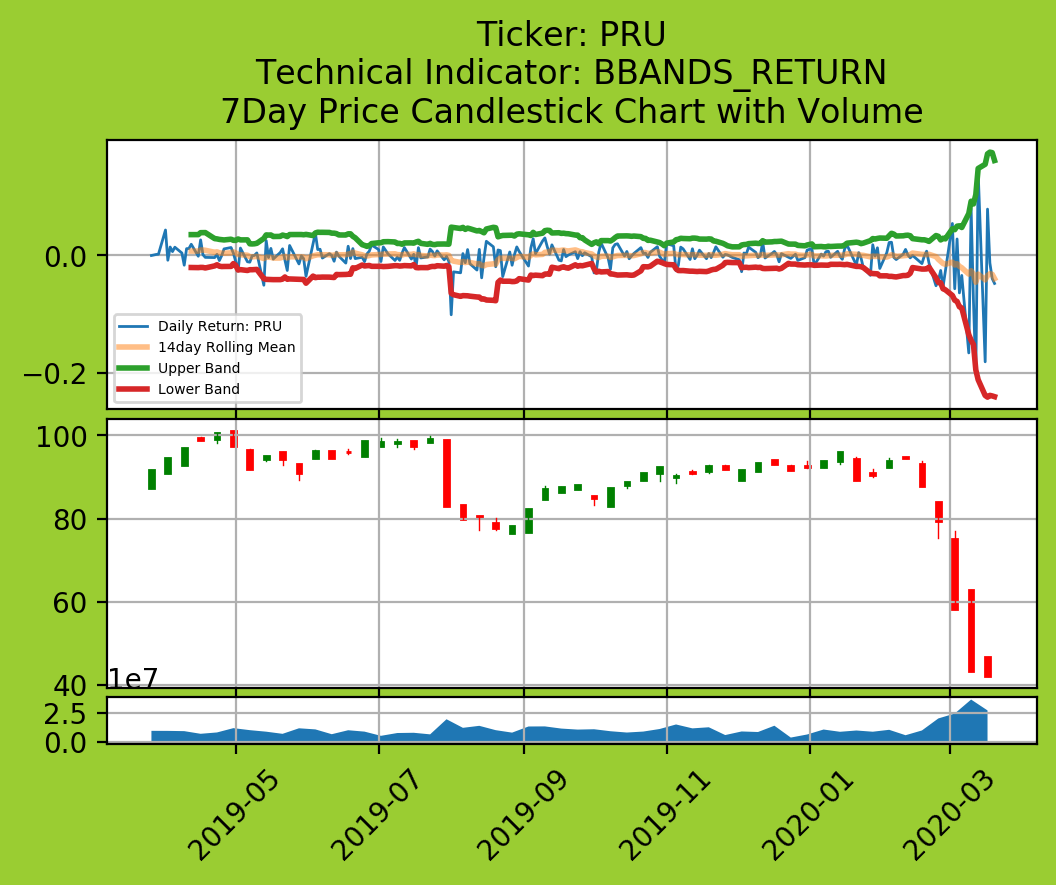 Ticker: PRU
Technical Indicator: BBANDS_RETURN
7Day Price Candlestick Chart with Volume
0.0
−0.2
Daily Return: PRU
14day Rolling Mean
Upper Band
Lower Band
100
80
60
40
1e7
2.5
0.0
2019-05
2019-07
2019-09
2019-11
2020-01
2020-03